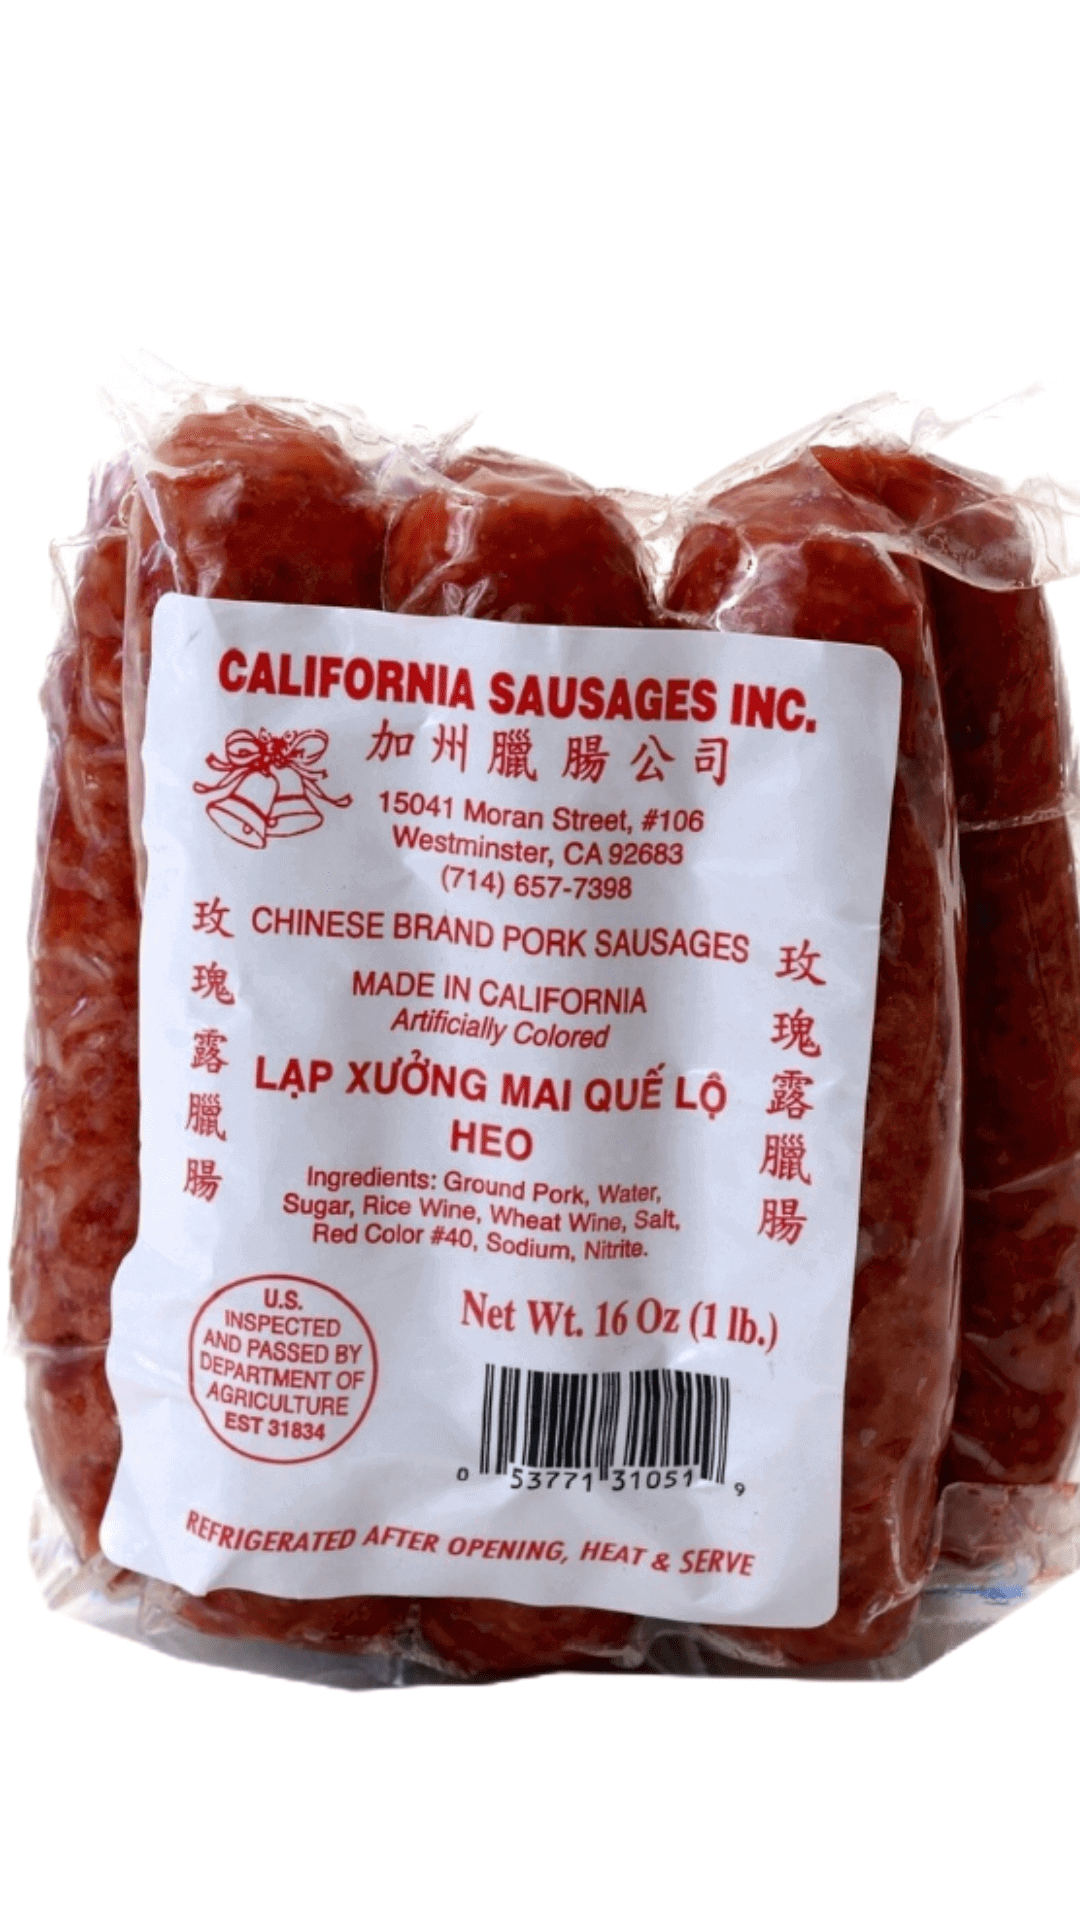 CALIFORNIA SAUSAGES INC.
加州臘腸公司
15041 Moran Street, #106
Westminster, CA 92683
(714) 657-7398
玫瑰露臘腸
CHINESE BRAND PORK SAUSAGES
MADE IN CALIFORNIA
Artificially Colored
LẠP XƯỞNG MAI QUẾ LỘ
HEO
玫瑰露臘腸
Ingredients: Ground Pork, Water,
Sugar, Rice Wine, Wheat Wine, Salt,
Red Color #40, Sodium, Nitrite.
U.S.
INSPECTED
AND PASSED BY
DEPARTMENT OF
AGRICULTURE
EST 31834
Net Wt. 16 Oz (1 lb.)
0 53771 31051 9
REFRIGERATED AFTER OPENING, HEAT & SERVE